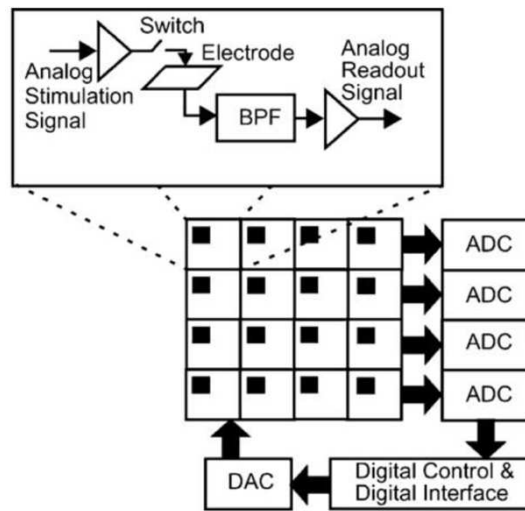 Switch
Electrode
Analog
Stimulation
Signal
BPF
Analog
Readout
Signal
ADC
ADC
ADC
ADC
DAC
Digital Control &
Digital Interface